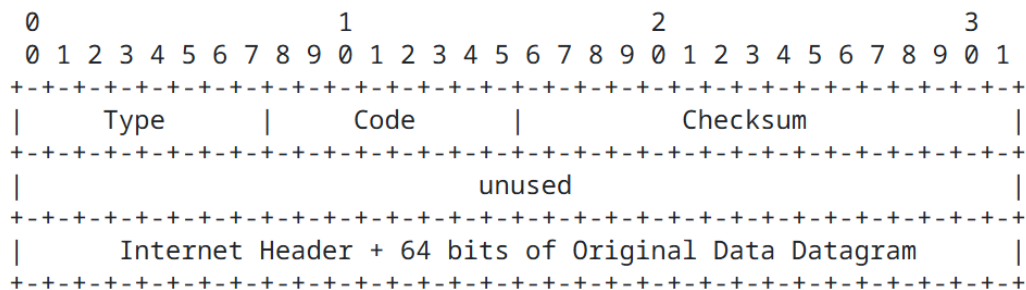 0                   1                   2                   3
0 1 2 3 4 5 6 7 8 9 0 1 2 3 4 5 6 7 8 9 0 1 2 3 4 5 6 7 8 9 0 1
+-+-+-+-+-+-+-+-+-+-+-+-+-+-+-+-+-+-+-+-+-+-+-+-+-+-+-+-+-+-+-+-+
|     Type      |     Code      |          Checksum             |
+-+-+-+-+-+-+-+-+-+-+-+-+-+-+-+-+-+-+-+-+-+-+-+-+-+-+-+-+-+-+-+-+
|                             unused                            |
+-+-+-+-+-+-+-+-+-+-+-+-+-+-+-+-+-+-+-+-+-+-+-+-+-+-+-+-+-+-+-+-+
|      Internet Header + 64 bits of Original Data Datagram      |
+-+-+-+-+-+-+-+-+-+-+-+-+-+-+-+-+-+-+-+-+-+-+-+-+-+-+-+-+-+-+-+-+